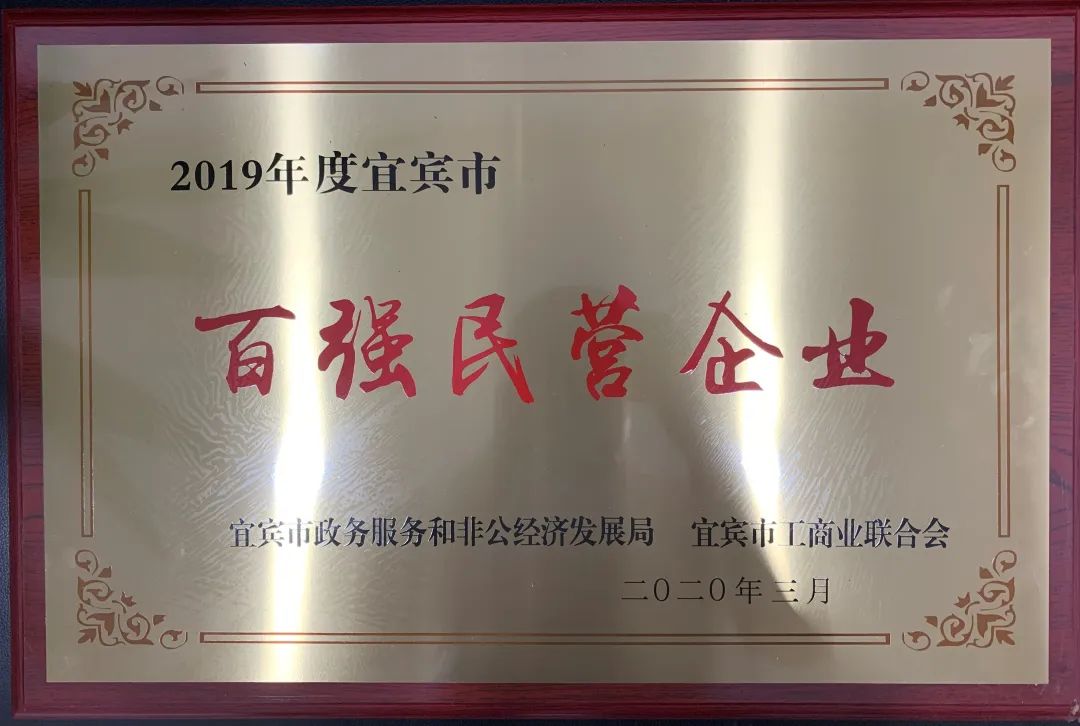 2019年度宜宾市
百强民营企业
宜宾市政务服务和非公经济发展局 宜宾市工商业联合会
二〇二〇年三月